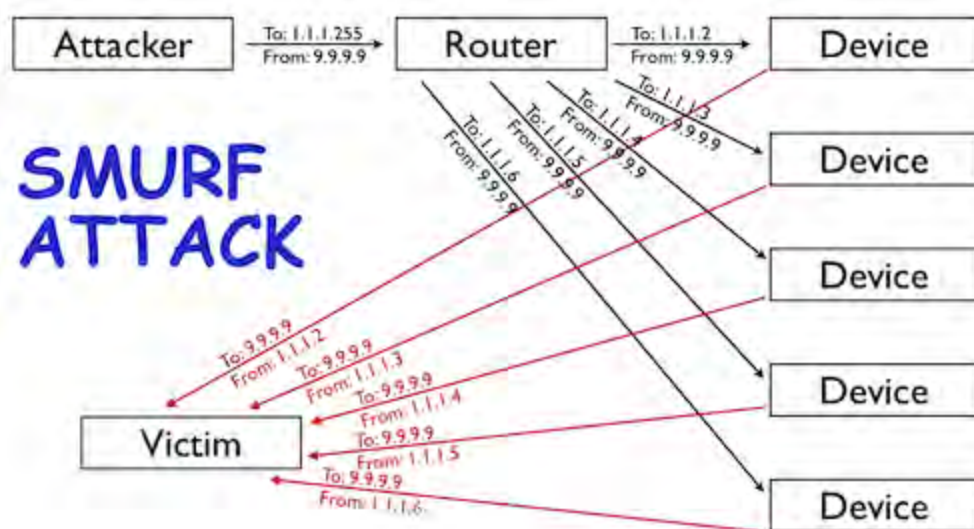 Attacker
To: 1.1.1.255
From: 9.9.9.9
Router
To: 1.1.1.2
From: 9.9.9.9
Device
To: 1.1.1.3
From: 9.9.9.9
To: 1.1.1.4
From: 9.9.9.9
To: 1.1.1.5
From: 9.9.9.9
To: 1.1.1.6
From: 9.9.9.9
Device
SMURF
ATTACK
Device
To: 9.9.9.9
From: 1.1.1.2
To: 9.9.9.9
From: 1.1.1.3
To: 9.9.9.9
From: 1.1.1.4
Device
Victim
To: 9.9.9.9
From: 1.1.1.5
To: 9.9.9.9
From: 1.1.1.6
Device